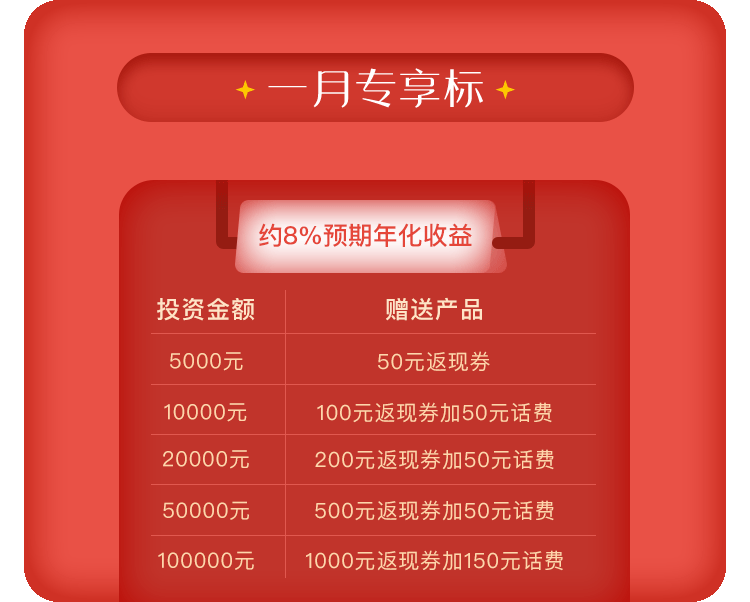 一月专享标
约8%预期年化收益
投资金额 赠送产品
5000元 50元返现券
10000元 100元返现券加50元话费
20000元 200元返现券加50元话费
50000元 500元返现券加50元话费
100000元 1000元返现券加150元话费